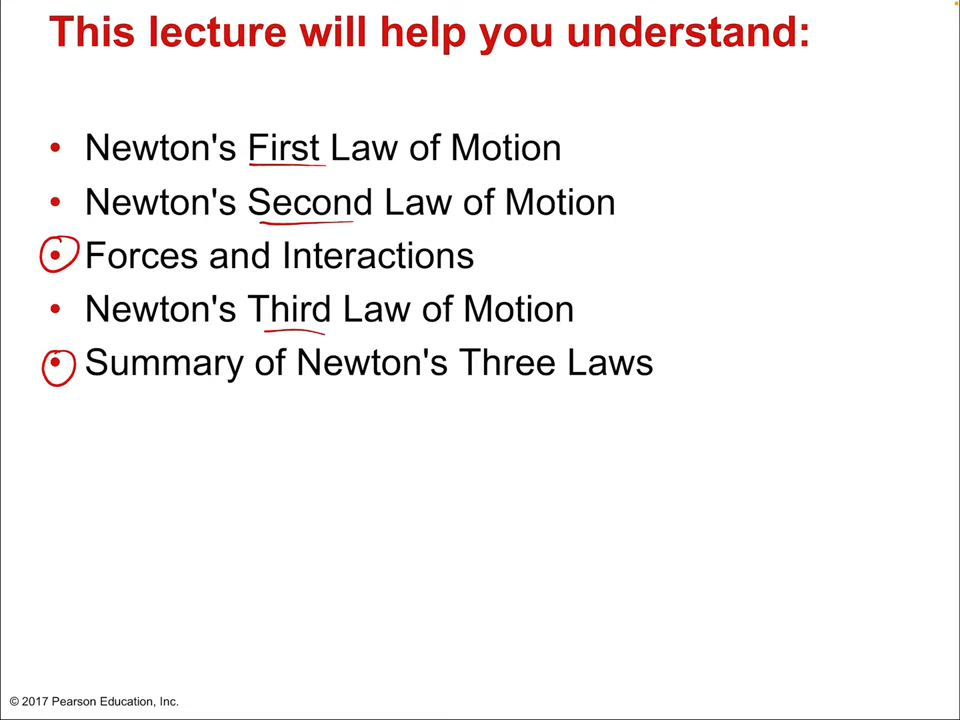 This lecture will help you understand:
• Newton's First Law of Motion
• Newton's Second Law of Motion
• Forces and Interactions
• Newton's Third Law of Motion
• Summary of Newton's Three Laws
© 2017 Pearson Education, Inc.